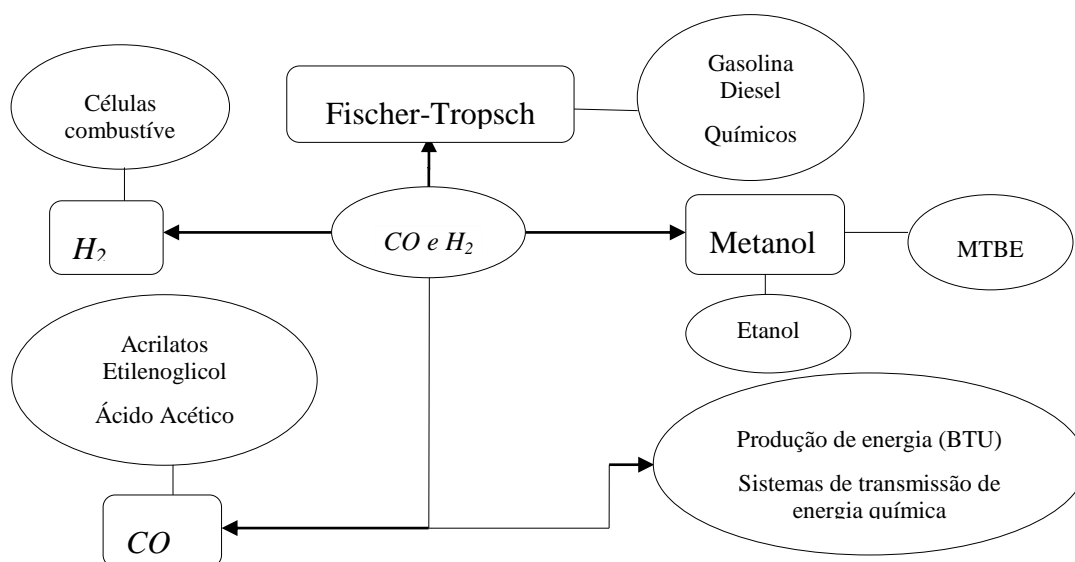 Células
combustíve
Fischer-Tropsch
Gasolina
Diesel
Químicos
H2
CO e H2
Metanol
MTBE
Etanol
Acrilatos
Etilenoglicol
Ácido Acético
CO
Produção de energia (BTU)
Sistemas de transmissão de
energia química